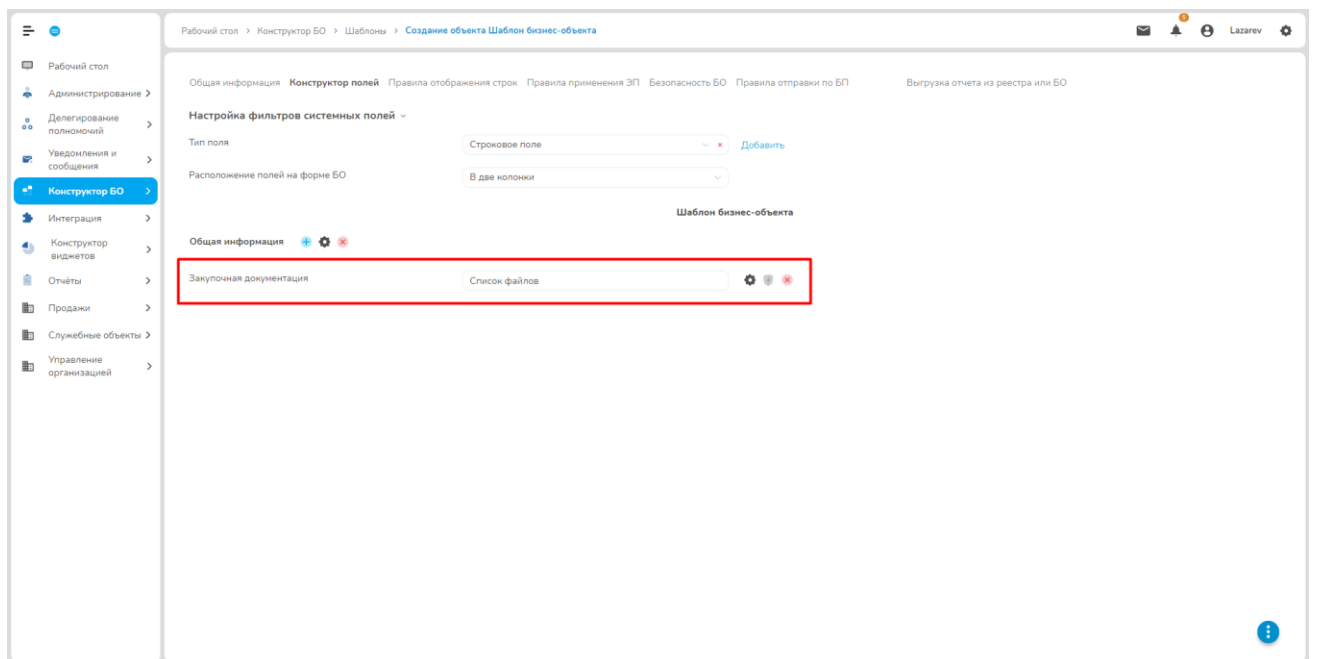 Рабочий стол > Конструктор БО > Шаблоны > Создание объекта Шаблон бизнес-объекта
5
Lazarev
Рабочий стол
Администрирование
Делегирование
полномочий
Уведомления и
сообщения
Конструктор БО
Интеграция
Конструктор
виджетов
Отчёты
Продажи
Служебные объекты
Управление
организацией
Общая информация Конструктор полей Правила отображения строк Правила применения ЭП Безопасность БО Правила отправки по БП Выгрузка отчета из реестра или БО
Настройка фильтров системных полей
Тип поля Строковое поле Добавить
Расположение полей на форме БО В две колонки
Шаблон бизнес-объекта
Общая информация
Закупочная документация Список файлов